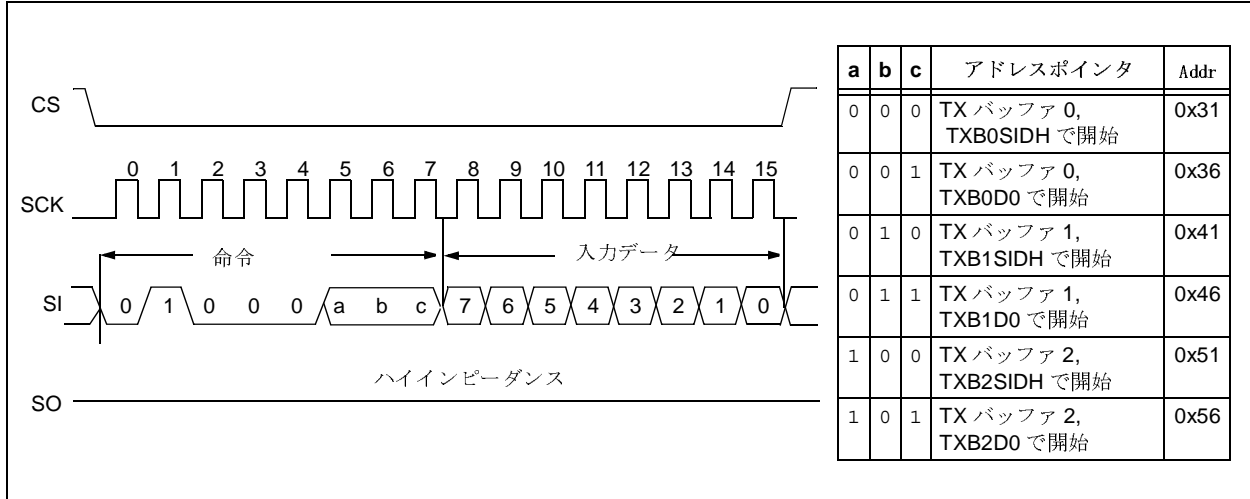 CS
0 1 2 3 4 5 6 7 8 9 10 11 12 13 14 15
SCK
命令 入力データ
SI 0 1 0 0 0 a b c 7 6 5 4 3 2 1 0
ハイインピーダンス
SO
a b c アドレスポインタ Addr
0 0 0 TX バッファ 0, 0x31
TXB0SIDH で開始
0 0 1 TX バッファ 0, 0x36
TXB0D0 で開始
0 1 0 TX バッファ 1, 0x41
TXB1SIDH で開始
0 1 1 TX バッファ 1, 0x46
TXB1D0 で開始
1 0 0 TX バッファ 2, 0x51
TXB2SIDH で開始
1 0 1 TX バッファ 2, 0x56
TXB2D0 で開始